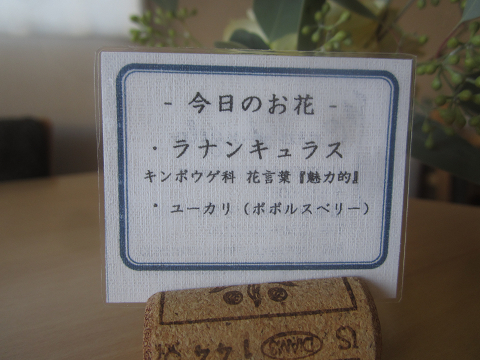 - 今日のお花 -
・ラナンキュラス
キンポウゲ科 花言葉『魅力的』
・ユーカリ（ポポルスベリー）